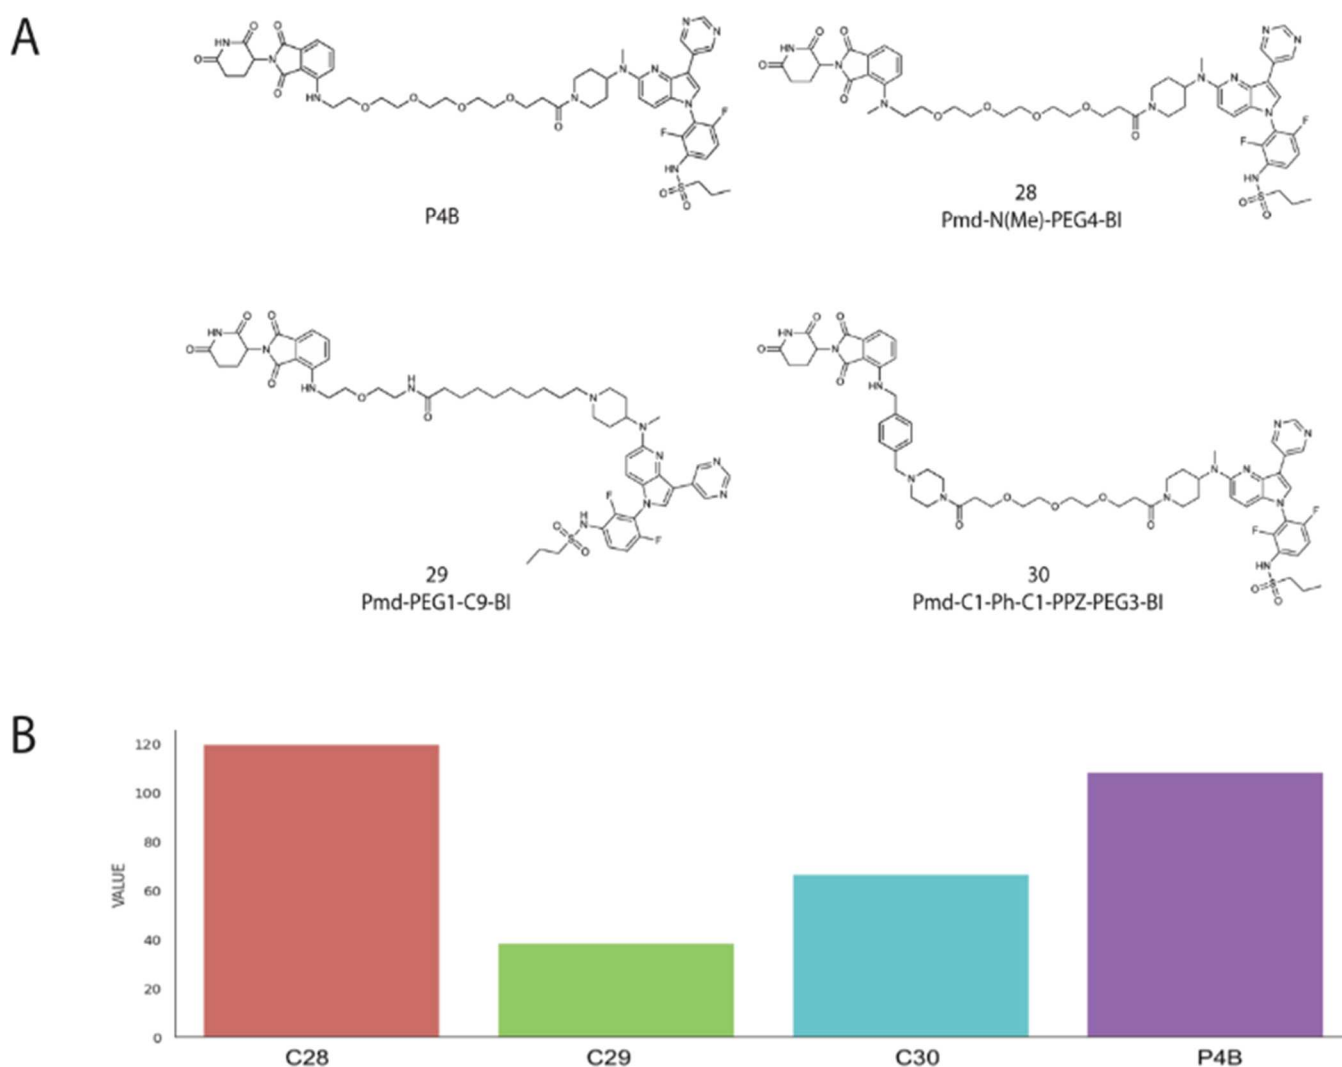 A
P4B
28
Pmd-N(Me)-PEG4-BI
29
Pmd-PEG1-C9-BI
30
Pmd-C1-Ph-C1-PPZ-PEG3-BI
B
VALUE
120
100
80
60
40
20
0
C28 C29 C30 P4B